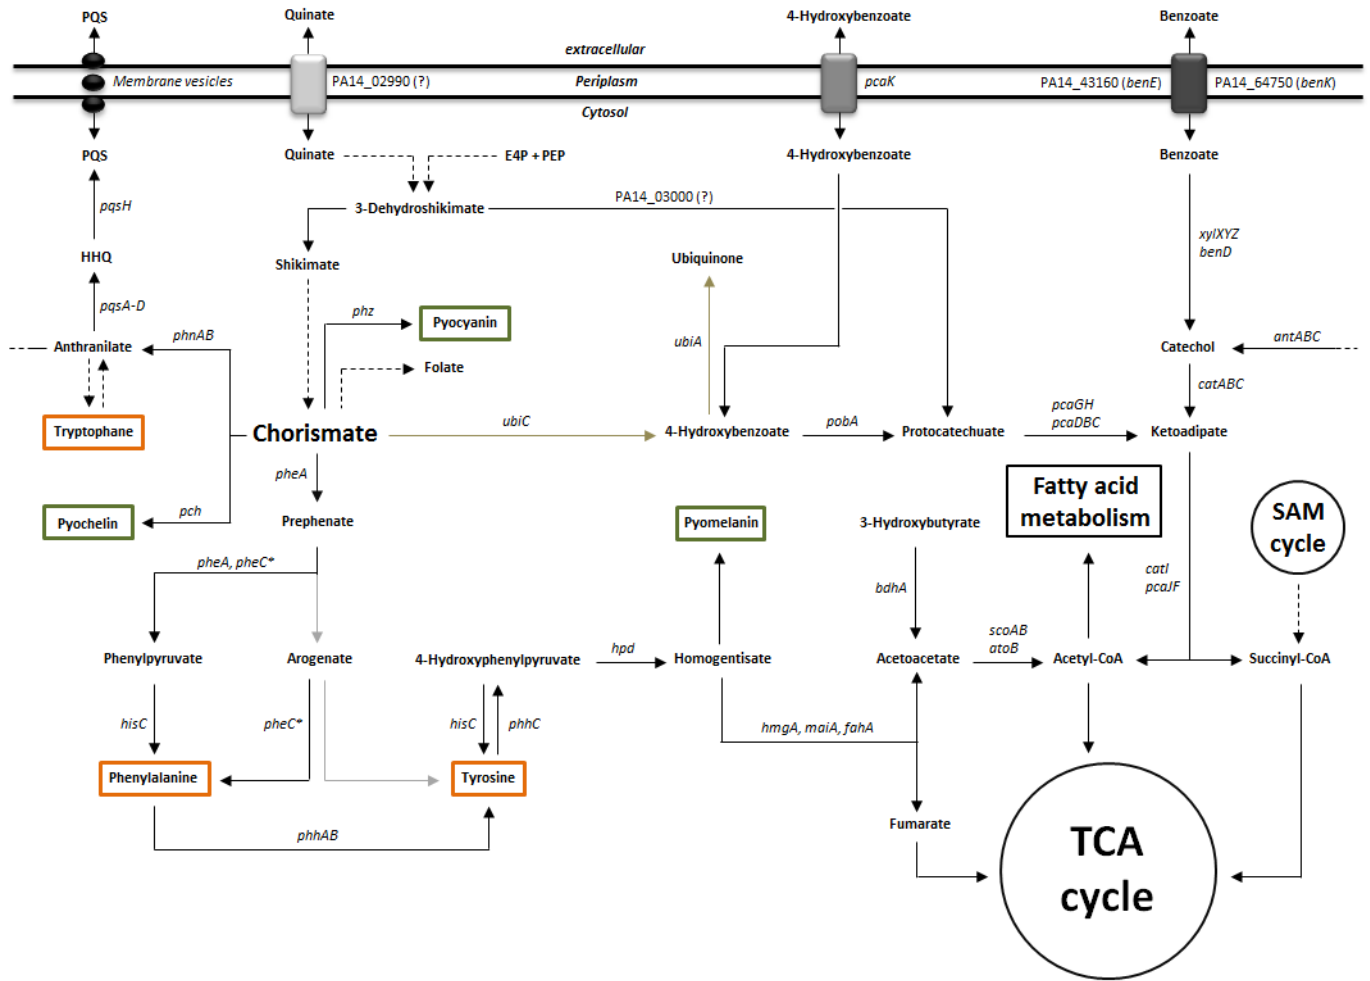 PQS
Quinate
4-Hydroxybenzoate
Benzoate
extracellular
Membrane vesicles
PA14_02990 (?)
Periplasm
pcaK
PA14_43160 (benE)
PA14_64750 (benK)
Cytosol
PQS
Quinate
E4P + PEP
4-Hydroxybenzoate
Benzoate
pqsH
3-Dehydroshikimate
PA14_03000 (?)
xylXYZ
benD
HHQ
Shikimate
Ubiquinone
pqsA-D
phz
Pyocyanin
phnAB
ubiA
antABC
Anthranilate
Catechol
Folate
catABC
Tryptophane
Chorismate
ubiC
4-Hydroxybenzoate
pobA
Protocatechuate
pcaGH
pcaDBC
Ketoadipate
pheA
Fatty acid
metabolism
SAM
cycle
Pyochelin
pch
Prephenate
Pyomelanin
3-Hydroxybutyrate
pheA, pheC*
bdhA
catI
pcaJF
scoAB
atoB
Phenylpyruvate
Arogenate
4-Hydroxyphenylpyruvate
hpd
Homogentisate
Acetoacetate
Acetyl-CoA
Succinyl-CoA
hisC
pheC*
hisC
phhC
hmgA, maiA, fahA
Phenylalanine
Tyrosine
phhAB
Fumarate
TCA
cycle